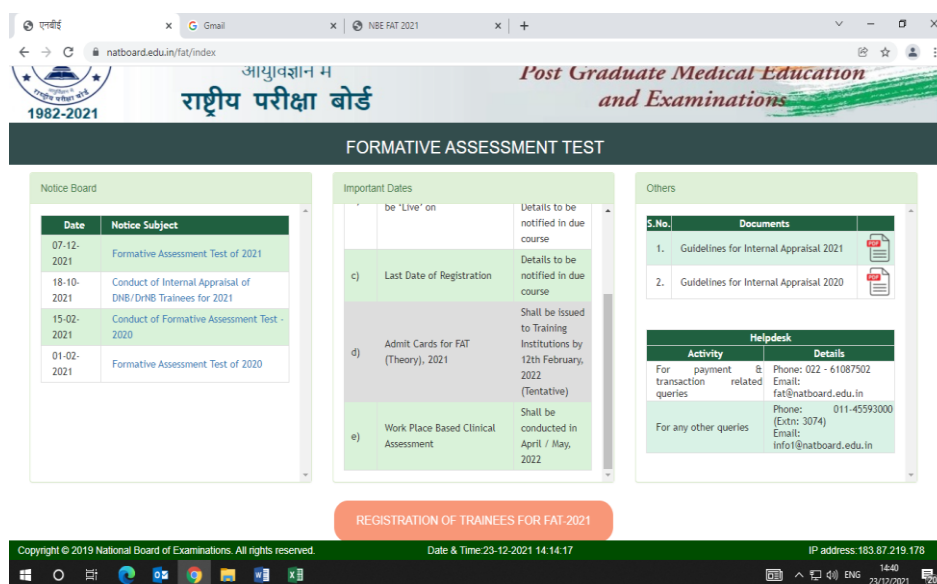 एनबीई
Gmail
NBE FAT 2021
natboard.edu.in/fat/index
आयुर्विज्ञान में
राष्ट्रीय परीक्षा बोर्ड
1982-2021
Post Graduate Medical Education
and Examinations
FORMATIVE ASSESSMENT TEST
Notice Board
Date Notice Subject
07-12-
2021
Formative Assessment Test of 2021
18-10-
2021
Conduct of Internal Appraisal of
DNB/DrNB Trainees for 2021
15-02-
2021
Conduct of Formative Assessment Test -
2020
01-02-
2021
Formative Assessment Test of 2020
Important Dates
be 'Live' on
Details to be
notified in due
course
c) Last Date of Registration
Details to be
notified in due
course
d)
Admit Cards for FAT
(Theory), 2021
Shall be issued
to Training
Institutions by
12th February,
2022
(Tentative)
e)
Work Place Based Clinical
Assessment
Shall be
conducted in
April / May,
2022
Others
S.No. Documents
1. Guidelines for Internal Appraisal 2021
PDF
2. Guidelines for Internal Appraisal 2020
PDF
Helpdesk
Activity Details
For payment &
transaction related
queries
Phone: 022 - 61087502
Email:
fat@natboard.edu.in
For any other queries
Phone: 011-45593000
(Extn: 3074)
Email:
info1@natboard.edu.in
REGISTRATION OF TRAINEES FOR FAT-2021
Copyright © 2019 National Board of Examinations. All rights reserved.
Date & Time:23-12-2021 14:14:17
IP address:183.87.219.178
ENG
14:40
23/12/2021